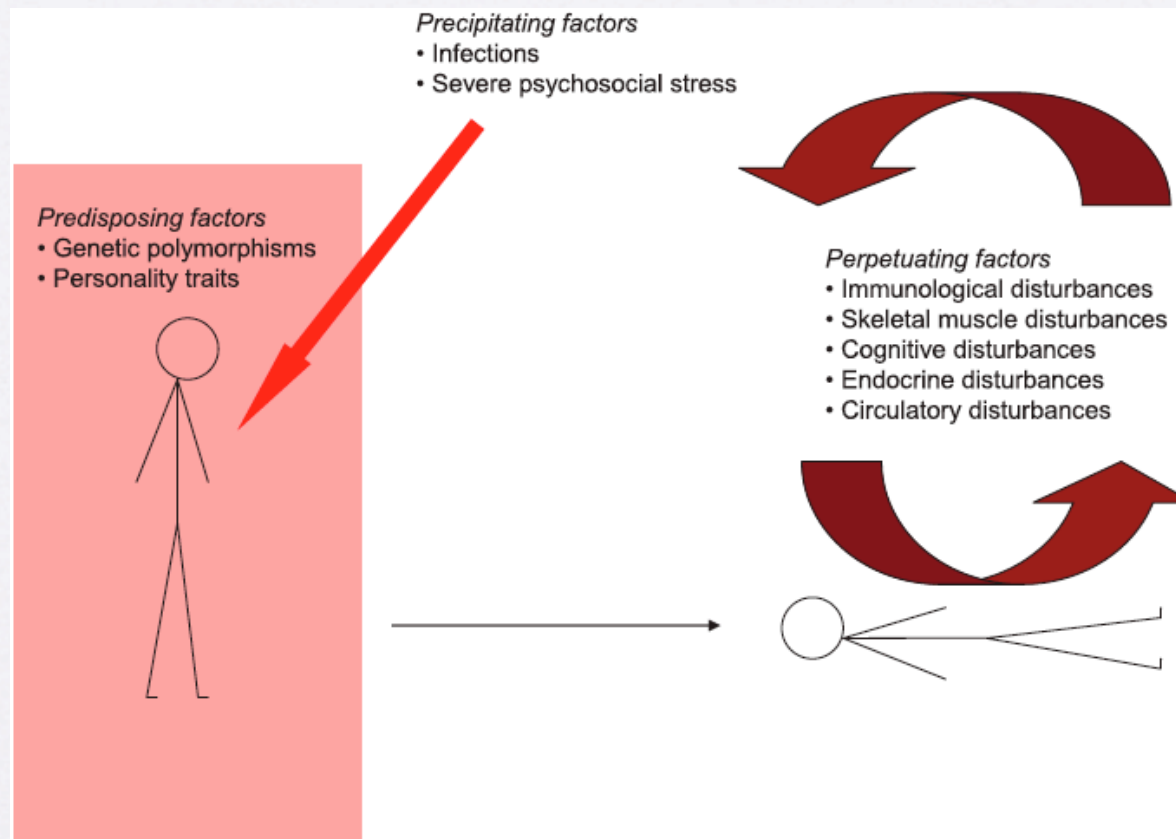 Precipitating factors
• Infections
• Severe psychosocial stress
Predisposing factors
• Genetic polymorphisms
• Personality traits
Perpetuating factors
• Immunological disturbances
• Skeletal muscle disturbances
• Cognitive disturbances
• Endocrine disturbances
• Circulatory disturbances